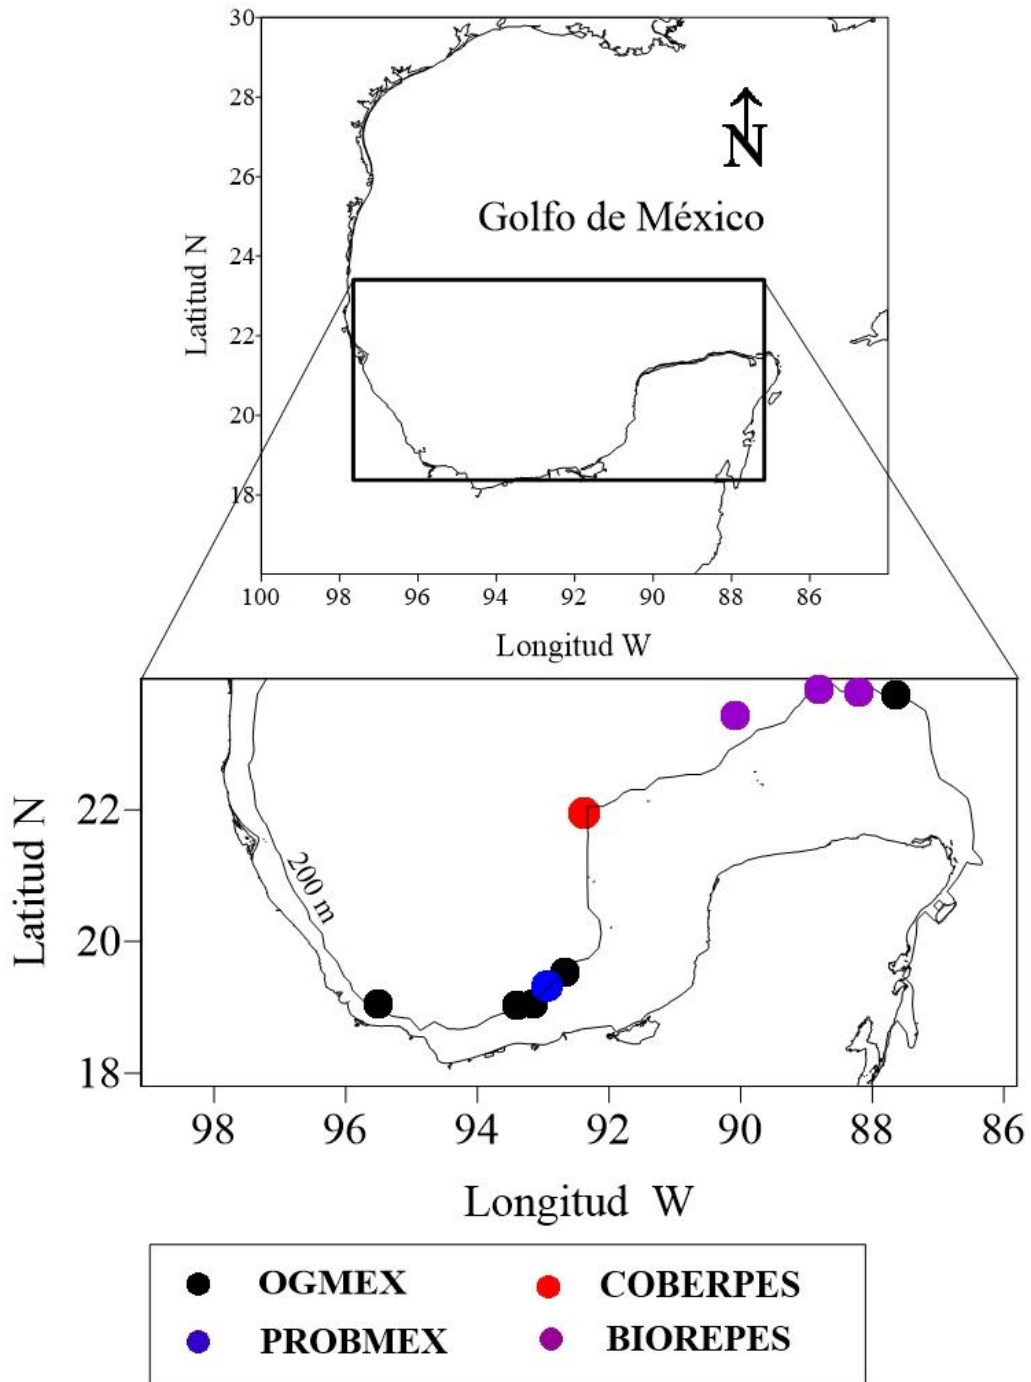 30
28
26
24
22
20
18
Latitud N
N
Golfo de México
100 98 96 94 92 90 88 86
Longitud W
22
20
18
Latitud N
200 m
98 96 94 92 90 88 86
Longitud W
OGMEX COBERPES
PROBMEX BIOREPES